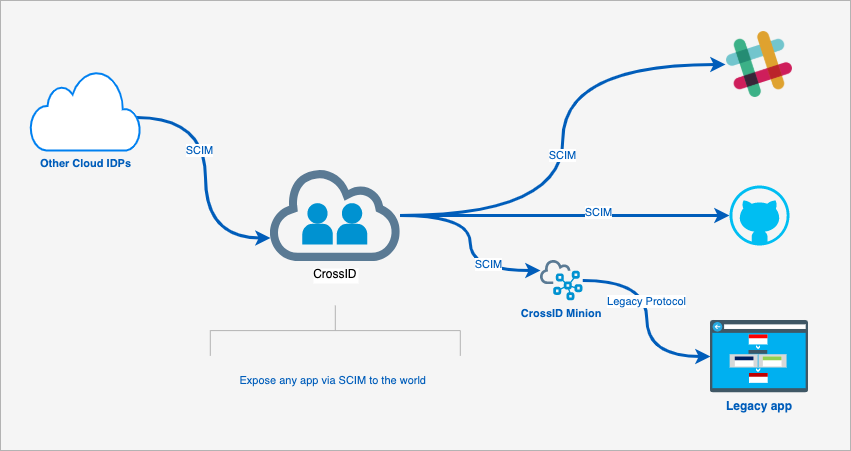 SCIM
Other Cloud IDPs
SCIM
SCIM
CrossID
SCIM
CrossID Minion
Legacy Protocol
Expose any app via SCIM to the world
Legacy app